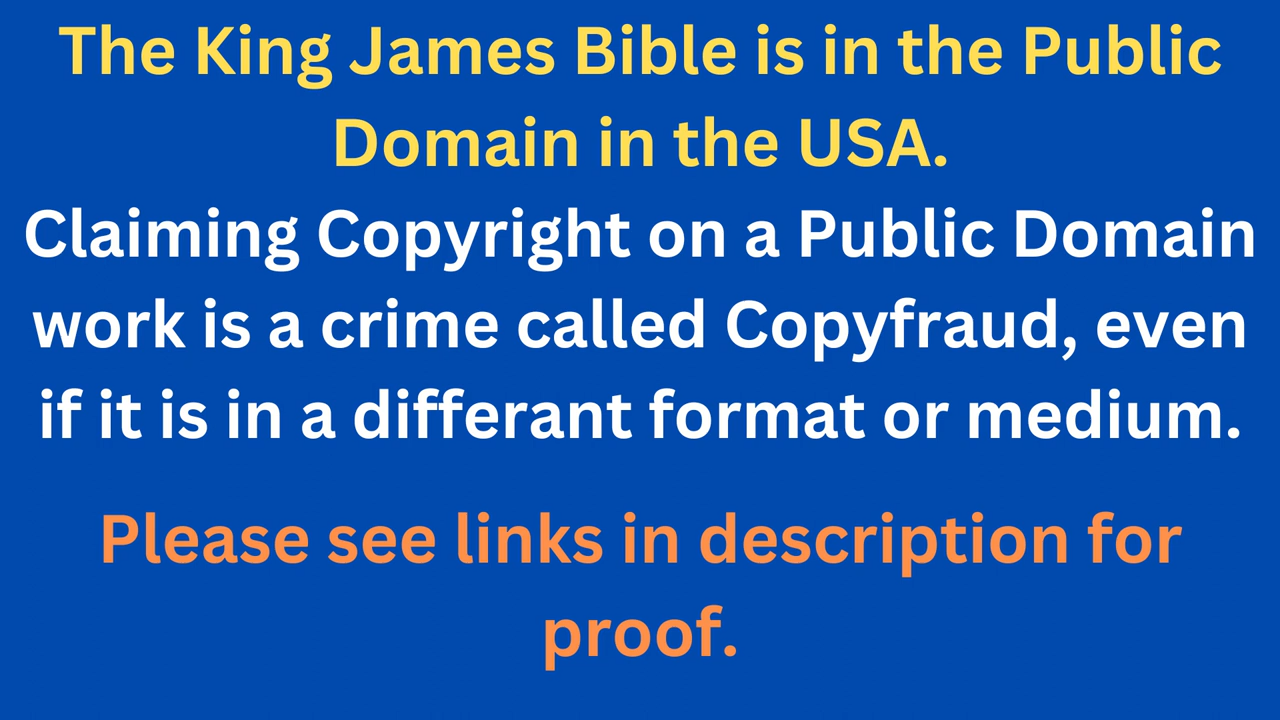 The King James Bible is in the Public
Domain in the USA.
Claiming Copyright on a Public Domain
work is a crime called Copyfraud, even
if it is in a differant format or medium.
Please see links in description for
proof.